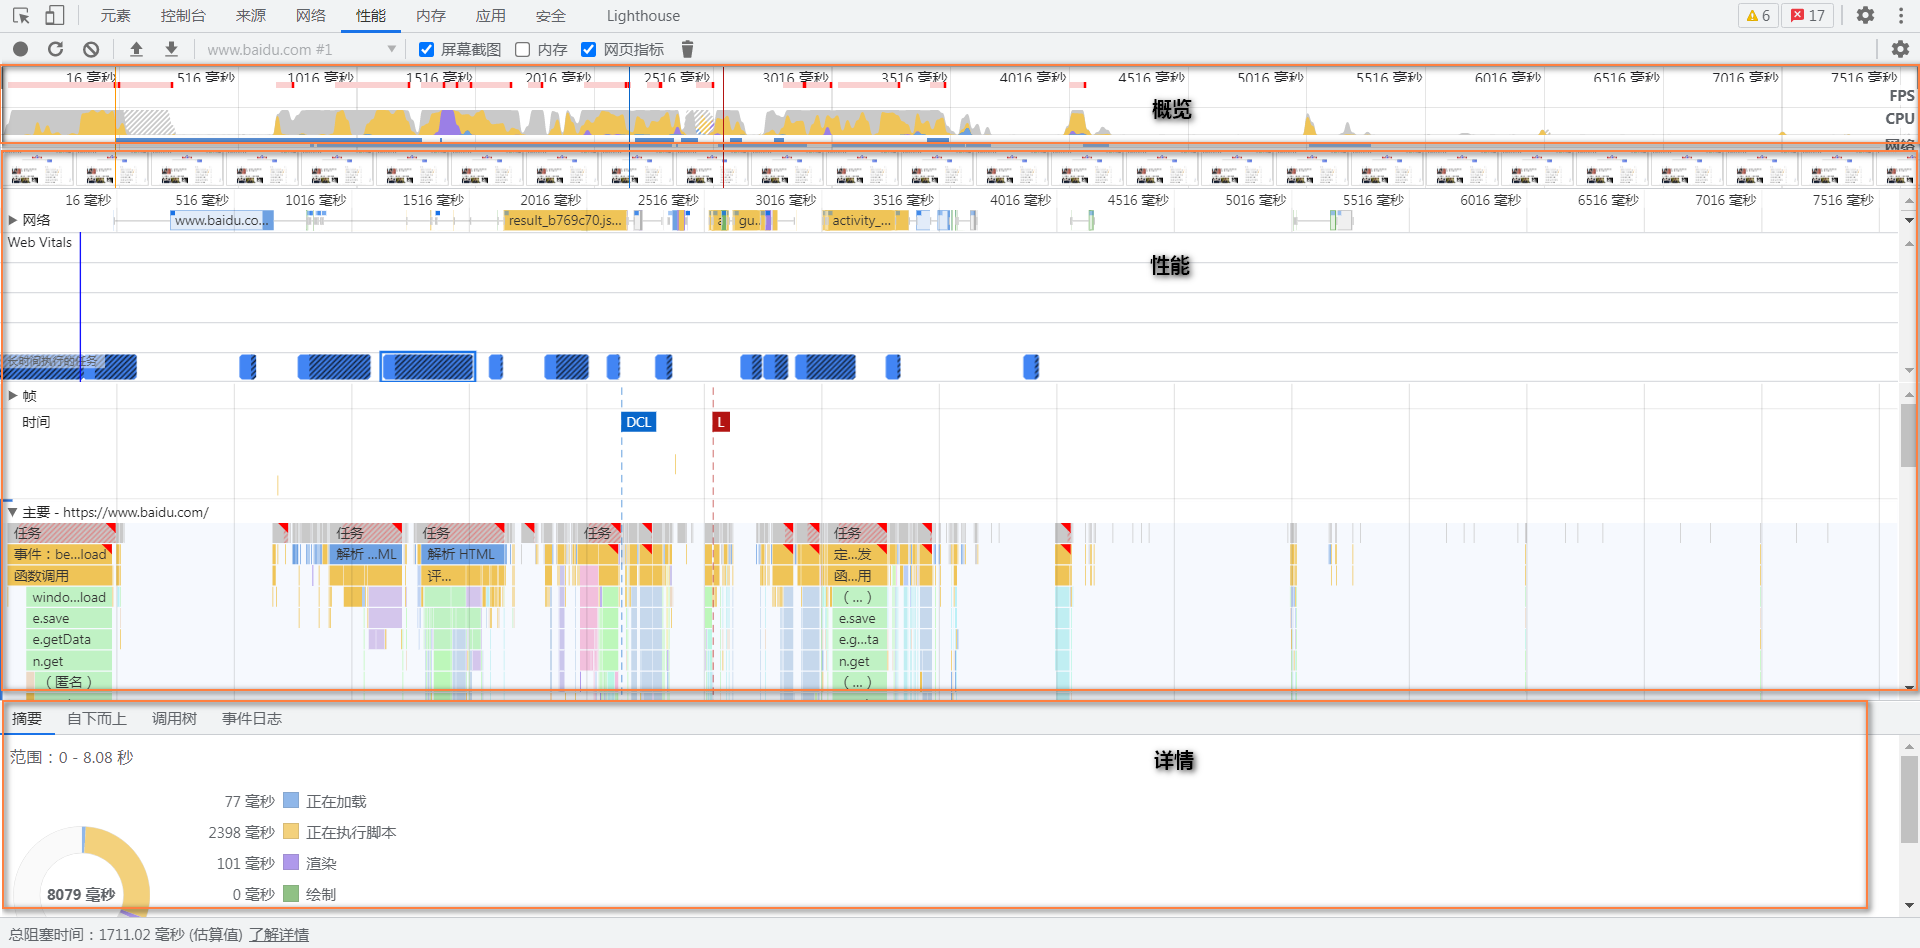 元素 控制台 来源 网络 性能 内存 应用 安全 Lighthouse 6 17
www.baidu.com #1 屏幕截图 内存 网页指标
16 毫秒 516 毫秒 1016 毫秒 1516 毫秒 2016 毫秒 2516 毫秒 3016 毫秒 3516 毫秒 4016 毫秒 4516 毫秒 5016 毫秒 5516 毫秒 6016 毫秒 6516 毫秒 7016 毫秒 7516 毫秒
FPS
概览
CPU
网络
16 毫秒 516 毫秒 1016 毫秒 1516 毫秒 2016 毫秒 2516 毫秒 3016 毫秒 3516 毫秒 4016 毫秒 4516 毫秒 5016 毫秒 5516 毫秒 6016 毫秒 6516 毫秒 7016 毫秒 7516 毫秒
网络 www.baidu.co... result_b769c70.js... a gu... activity_...
Web Vitals
性能
长时间执行的任务
帧
时间 DCL L
主要 - https://www.baidu.com/
任务 任务 任务 任务 任务
事件：be...load 解析 ...ML 解析 HTML 定...发
函数调用 评... 函...用
windo...load （...）
e.save e.save
e.getData e.g...ta
n.get n.get
（匿名） （...）
摘要 自下而上 调用树 事件日志
范围：0 - 8.08 秒
详情
77 毫秒 正在加载
2398 毫秒 正在执行脚本
101 毫秒 渲染
0 毫秒 绘制
8079 毫秒
总阻塞时间：1711.02 毫秒 (估算值) 了解详情